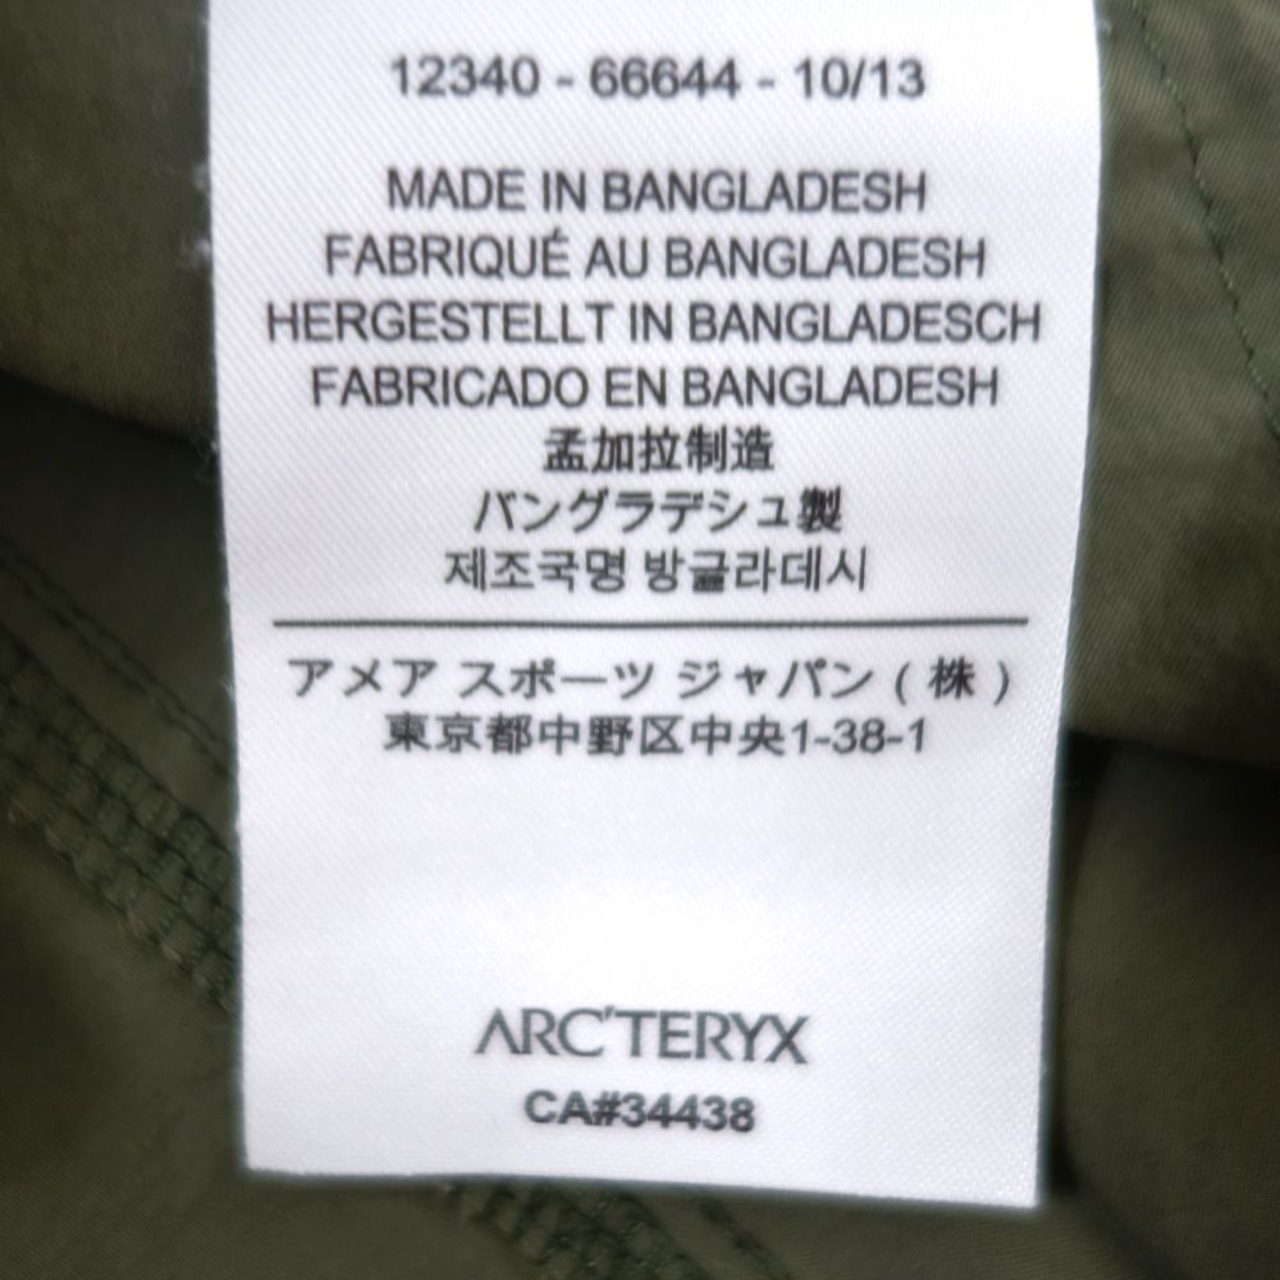 12340 - 66644 - 10/13
MADE IN BANGLADESH
FABRIQUÉ AU BANGLADESH
HERGESTELLT IN BANGLADESCH
FABRICADO EN BANGLADESH
孟加拉制造
バングラデシュ製
제조국명 방글라데시
アメア スポーツ ジャパン ( 株 )
東京都中野区中央1-38-1
ARC'TERYX
CA#34438